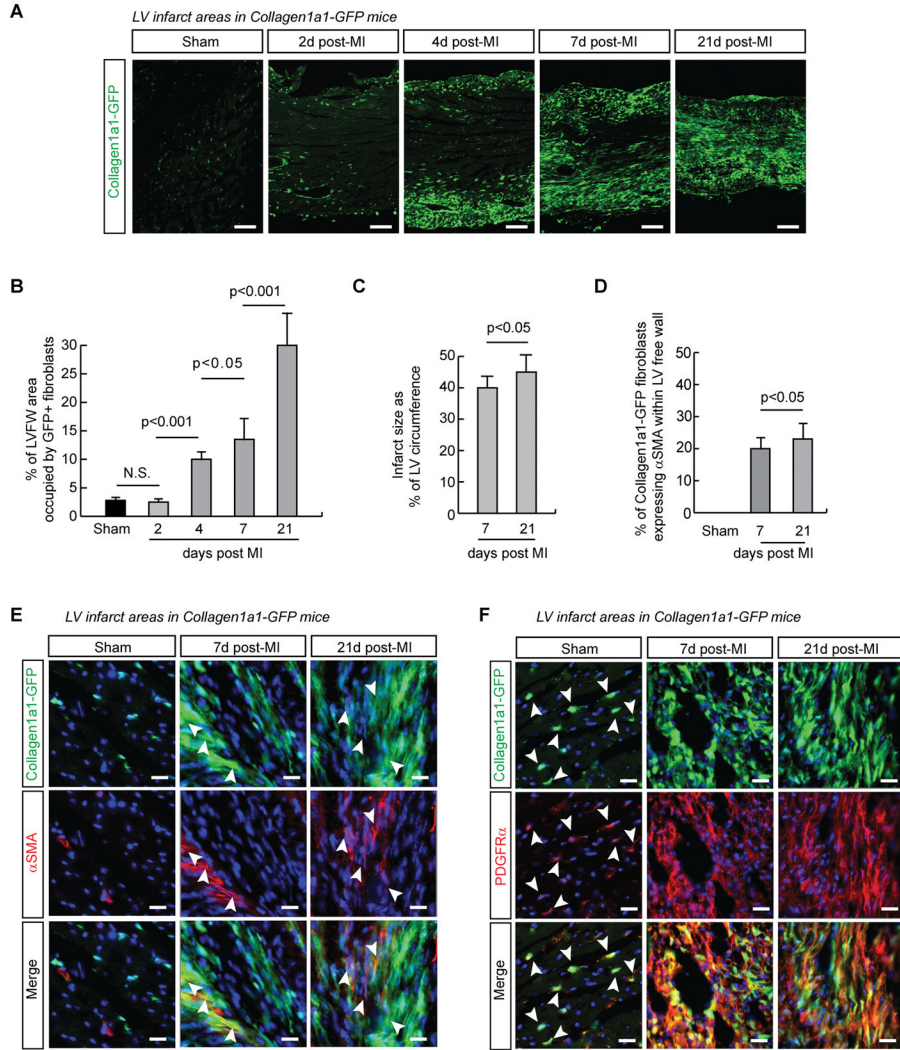 A
LV infarct areas in Collagen1a1-GFP mice
Sham
2d post-MI
4d post-MI
7d post-MI
21d post-MI
Collagen1a1-GFP
B
% of LVFW area
occupied by GFP+ fibroblasts
30
25
20
15
10
5
0
N.S.
p<0.001
p<0.05
p<0.001
Sham
2
4
7
21
days post MI
C
Infarct size as
% of LV circumference
50
40
30
20
10
0
p<0.05
7
21
days post MI
D
% of Collagen1a1-GFP fibroblasts
expressing αSMA within LV free wall
50
40
30
20
10
0
p<0.05
Sham
7
21
days post MI
E
LV infarct areas in Collagen1a1-GFP mice
Sham
7d post-MI
21d post-MI
Collagen1a1-GFP
αSMA
Merge
F
LV infarct areas in Collagen1a1-GFP mice
Sham
7d post-MI
21d post-MI
Collagen1a1-GFP
PDGFRα
Merge